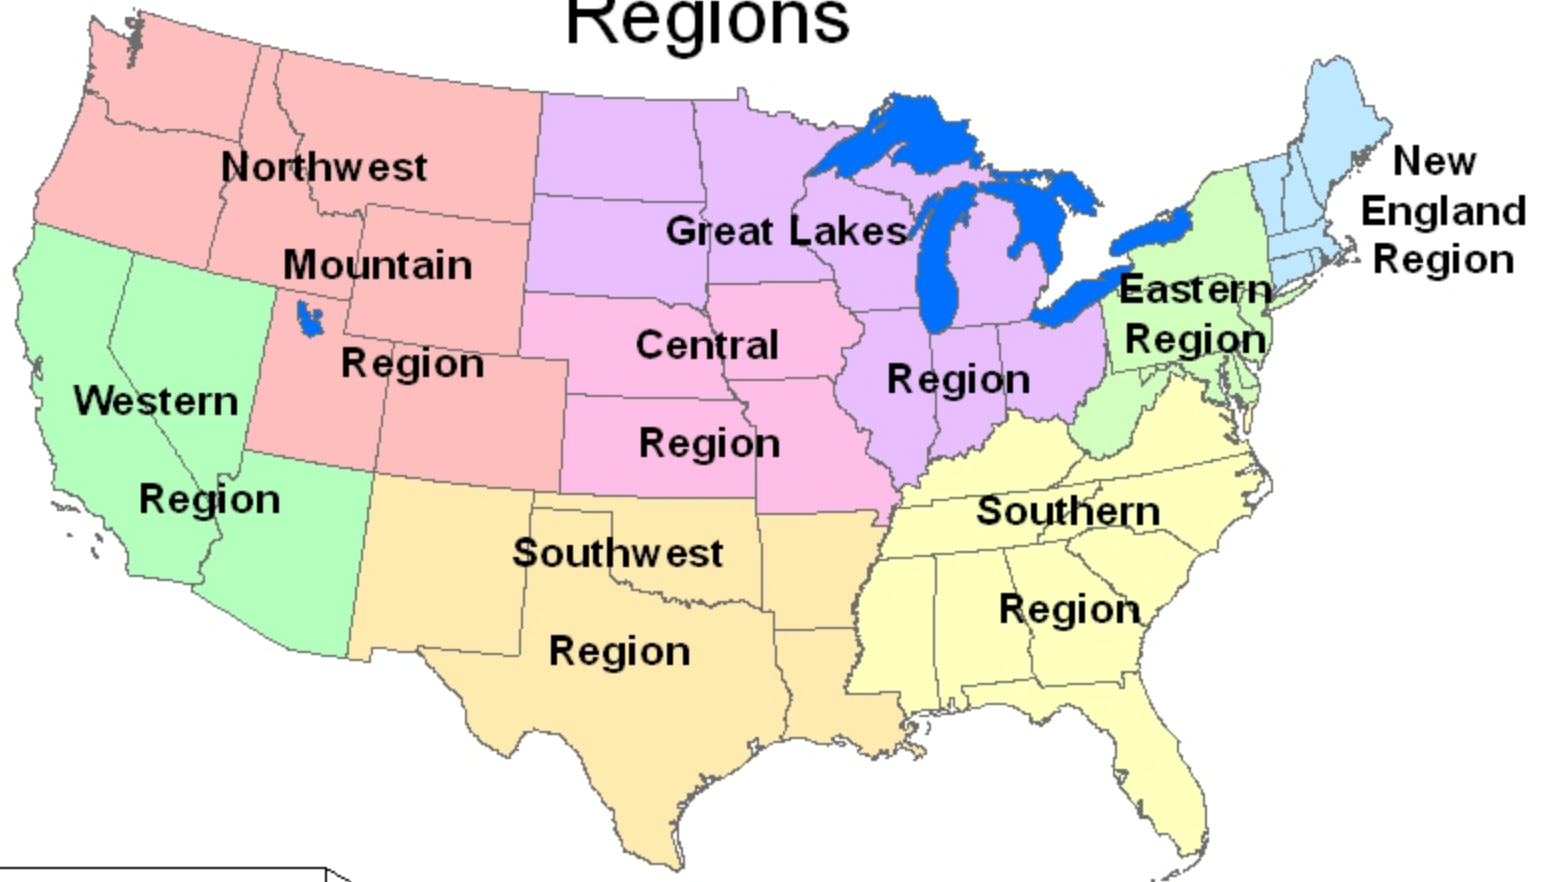 Regions
Northwest
Mountain
Region
Western
Region
Great Lakes
Region
Central
Region
Southwest
Region
Southern
Region
Eastern
Region
New
England
Region